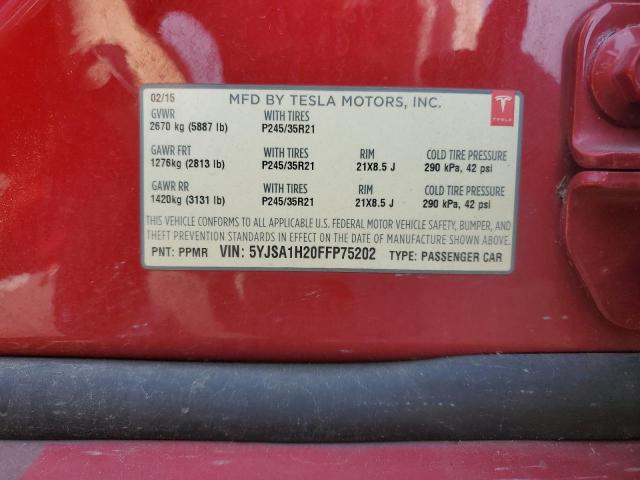 02/15 MFD BY TESLA MOTORS, INC.
GVWR WITH TIRES
2670 kg (5887 lb) P245/35R21
TESLA
GAWR FRT WITH TIRES RIM COLD TIRE PRESSURE
1276kg (2813 lb) P245/35R21 21X8.5 J 290 kPa, 42 psi
GAWR RR WITH TIRES RIM COLD TIRE PRESSURE
1420kg (3131 lb) P245/35R21 21X8.5 J 290 kPa, 42 psi
THIS VEHICLE CONFORMS TO ALL APPLICABLE U.S. FEDERAL MOTOR VEHICLE SAFETY, BUMPER, AND
THEFT PREVENTION STANDARDS IN EFFECT ON THE DATE OF MANUFACTURE SHOWN ABOVE.
PNT: PPMR VIN: 5YJSA1H20FFP75202 TYPE: PASSENGER CAR